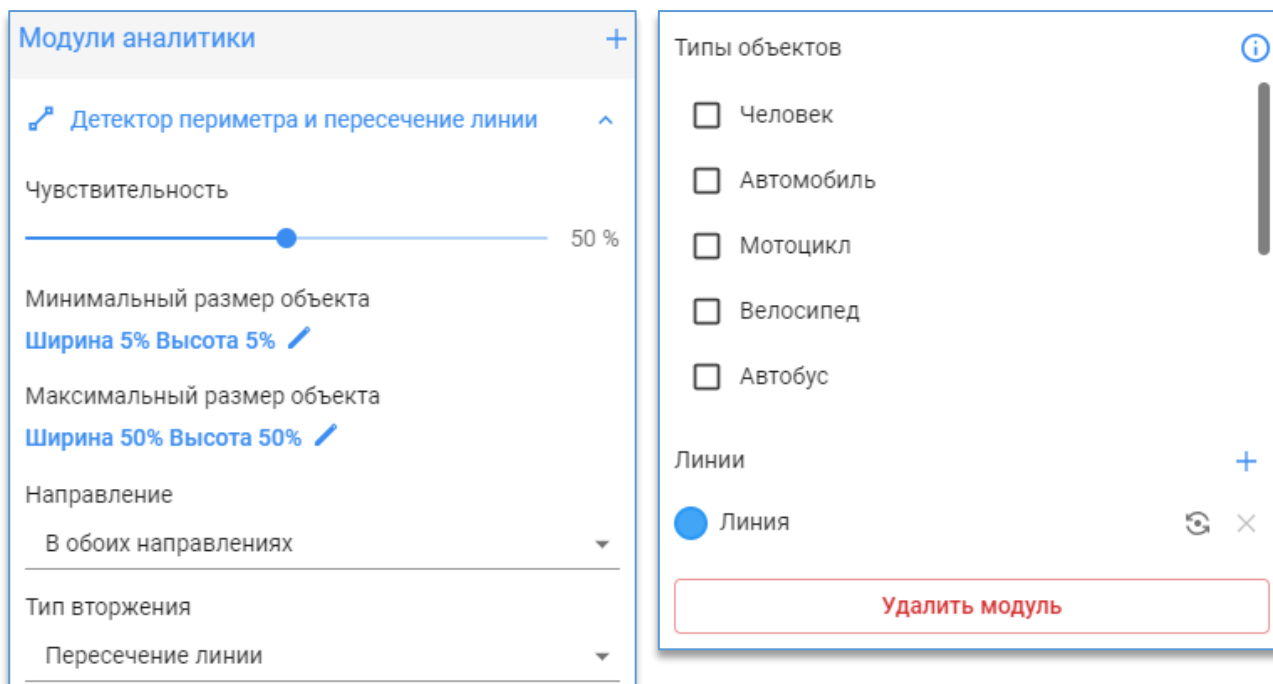 Модули аналитики
Детектор периметра и пересечение линии
Чувствительность
50 %
Минимальный размер объекта
Ширина 5% Высота 5%
Максимальный размер объекта
Ширина 50% Высота 50%
Направление
В обоих направлениях
Тип вторжения
Пересечение линии
Типы объектов
Человек
Автомобиль
Мотоцикл
Велосипед
Автобус
Линии
Линия
Удалить модуль